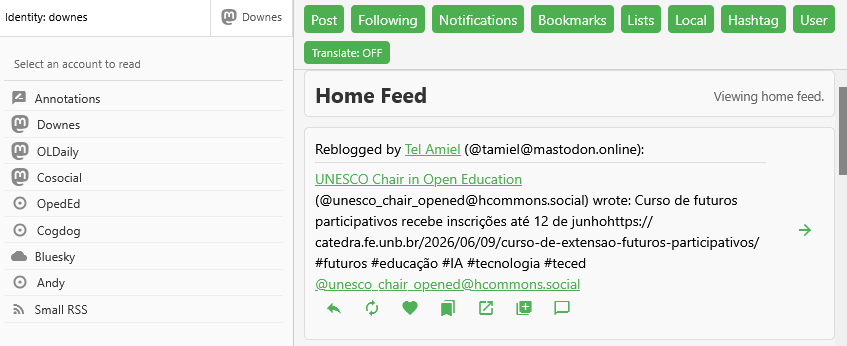 Identity: downes
Downes
Select an account to read
Annotations
Downes
OLDaily
Cosocial
OpedEd
Cogdog
Bluesky
Andy
Small RSS
Post Following Notifications Bookmarks Lists Local Hashtag User
Translate: OFF
Home Feed
Viewing home feed.
Reblogged by Tel Amiel (@tamiel@mastodon.online):
UNESCO Chair in Open Education
(@unesco_chair_opened@hcommons.social) wrote: Curso de futuros
participativos recebe inscrições até 12 de junhohttps://
catedra.fe.unb.br/2026/06/09/curso-de-extensao-futuros-participativos/
#futuros #educação #IA #tecnologia #teced
@unesco_chair_opened@hcommons.social